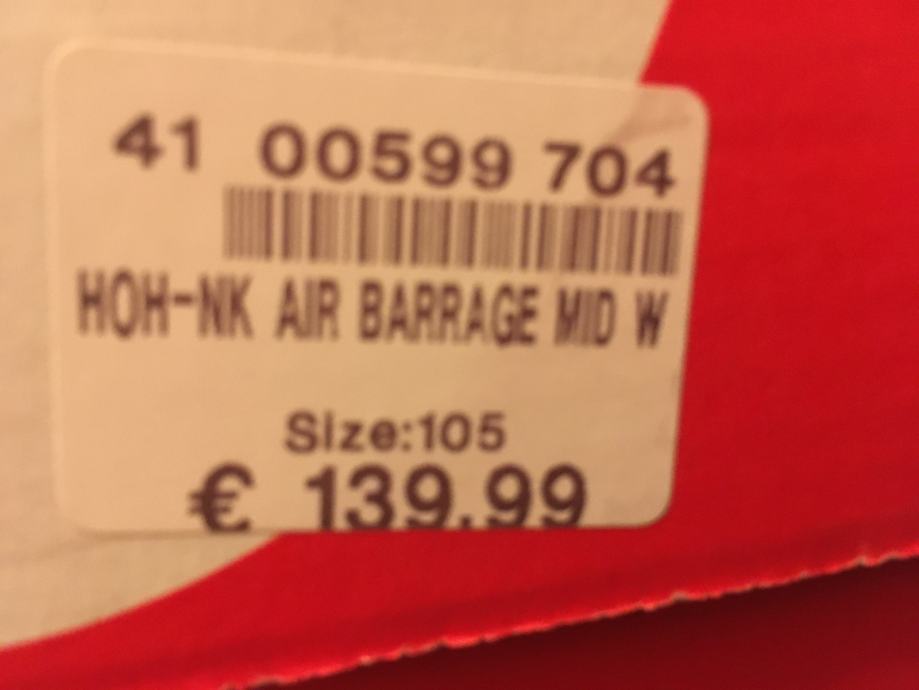 41 00599 704
HOH-NK AIR BARRAGE MID W
Size:105
€ 139.99